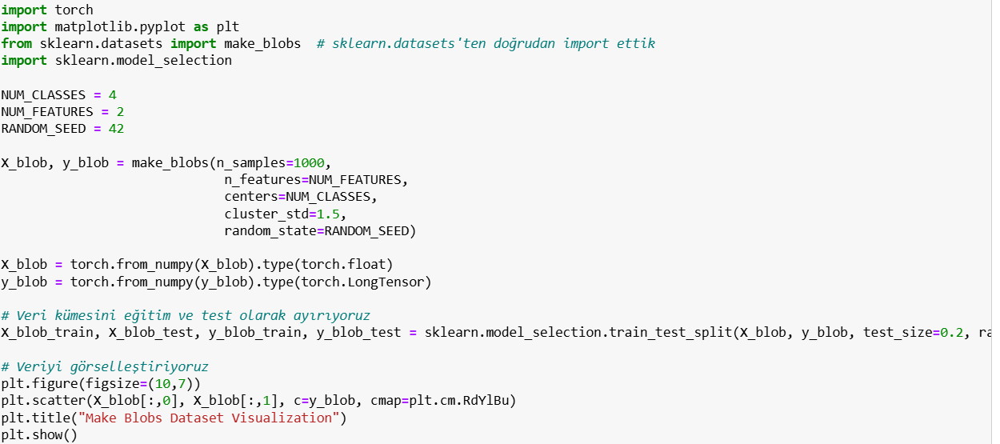 import torch
import matplotlib.pyplot as plt
from sklearn.datasets import make_blobs  # sklearn.datasets'ten doğrudan import ettik
import sklearn.model_selection

NUM_CLASSES = 4
NUM_FEATURES = 2
RANDOM_SEED = 42

X_blob, y_blob = make_blobs(n_samples=1000,
                             n_features=NUM_FEATURES,
                             centers=NUM_CLASSES,
                             cluster_std=1.5,
                             random_state=RANDOM_SEED)

X_blob = torch.from_numpy(X_blob).type(torch.float)
y_blob = torch.from_numpy(y_blob).type(torch.LongTensor)

# Veri kümesini eğitim ve test olarak ayırıyoruz
X_blob_train, X_blob_test, y_blob_train, y_blob_test = sklearn.model_selection.train_test_split(X_blob, y_blob, test_size=0.2, ra

# Veriyi görselleştiriyoruz
plt.figure(figsize=(10,7))
plt.scatter(X_blob[:,0], X_blob[:,1], c=y_blob, cmap=plt.cm.RdYlBu)
plt.title("Make Blobs Dataset Visualization")
plt.show()